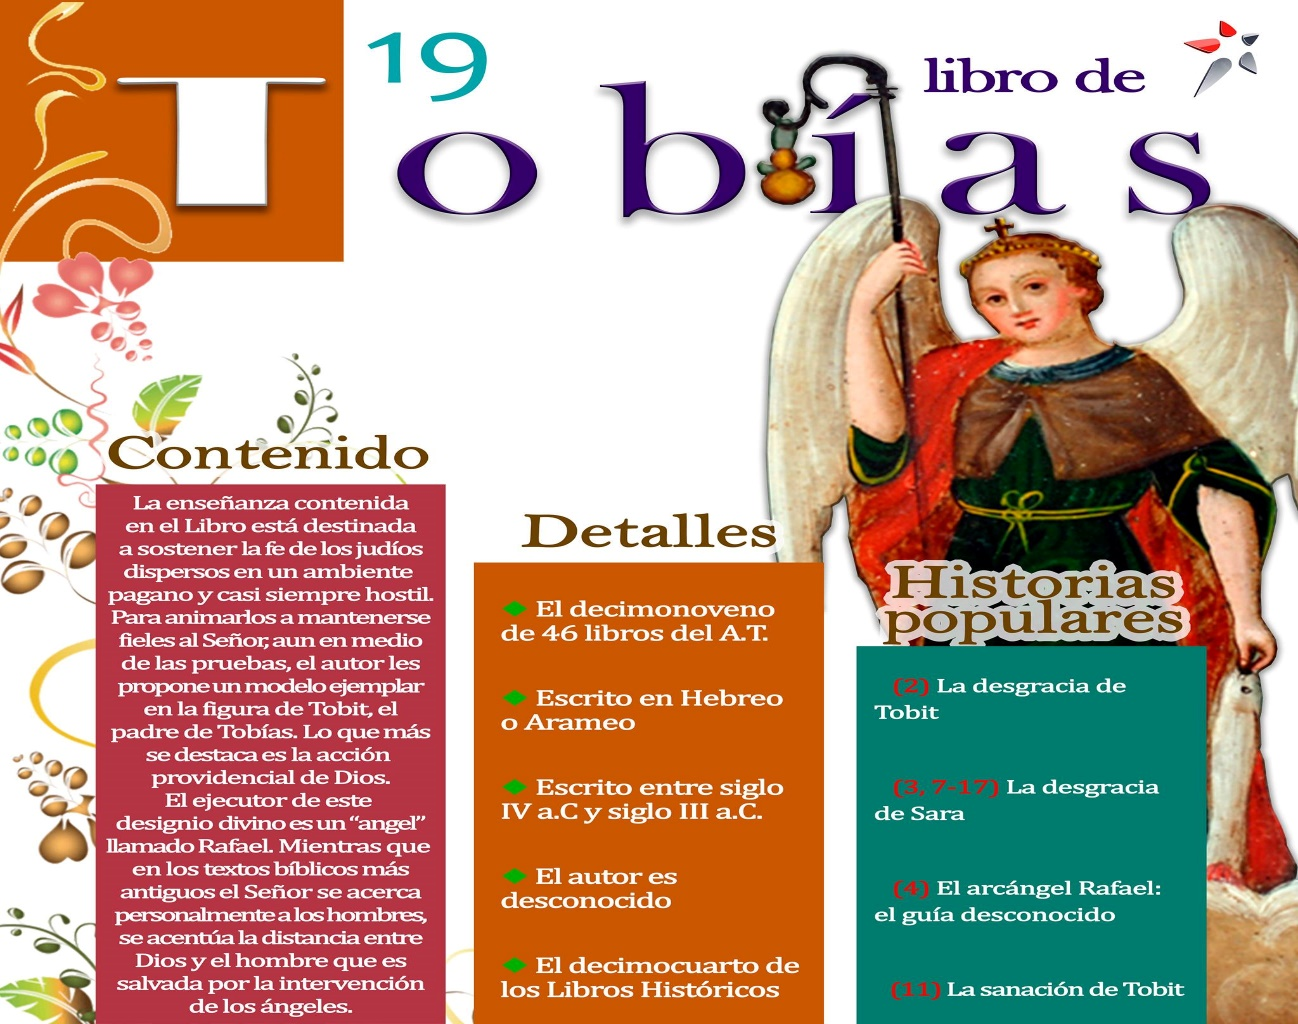 19
libro de
Tobías
Contenido
La enseñanza contenida
en el Libro está destinada
a sostener la fe de los judíos
dispersos en un ambiente
pagano y casi siempre hostil.
Para animarlos a mantenerse
fieles al Señor, aun en medio
de las pruebas, el autor les
propone un modelo ejemplar
en la figura de Tobit, el
padre de Tobías. Lo que más
se destaca es la acción
providencial de Dios.
El ejecutor de este
designio divino es un “angel”
llamado Rafael. Mientras que
en los textos bíblicos más
antiguos el Señor se acerca
personalmente a los hombres,
se acentúa la distancia entre
Dios y el hombre que es
salvada por la intervención
de los ángeles.
Detalles
El decimonoveno
de 46 libros del A.T.
Escrito en Hebreo
o Arameo
Escrito entre siglo
IV a.C y siglo III a.C.
El autor es
desconocido
El decimocuarto de
los Libros Históricos
Historias
populares
(2) La desgracia de
Tobit
(3, 7-17) La desgracia
de Sara
(4) El arcángel Rafael:
el guía desconocido
(11) La sanación de Tobit